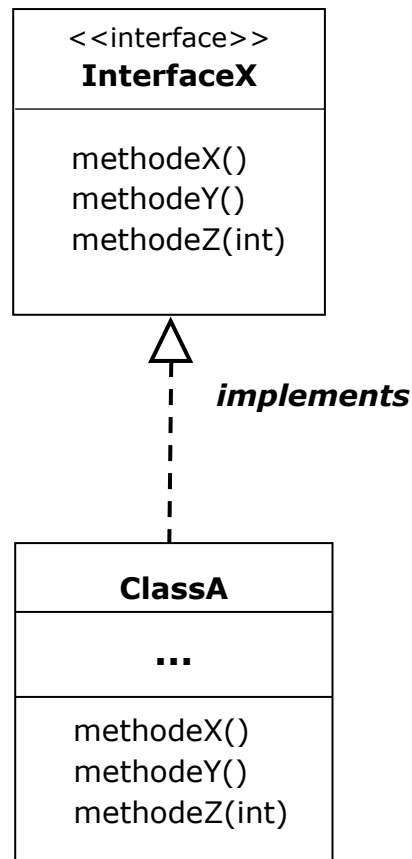 <<interface>>
InterfaceX
methodeX()
methodeY()
methodeZ(int)
implements
ClassA
...
methodeX()
methodeY()
methodeZ(int)